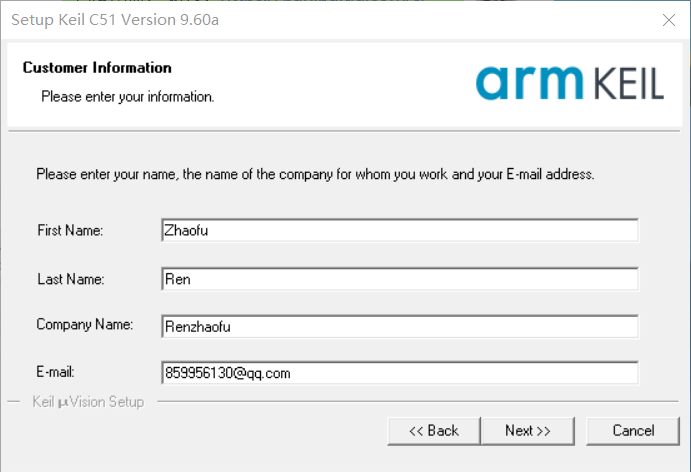 Setup Keil C51 Version 9.60a
Customer Information
Please enter your information.
arm KEIL
Please enter your name, the name of the company for whom you work and your E-mail address.
First Name: Zhaofu
Last Name: Ren
Company Name: Renzhaofu
E-mail: 859956130@qq.com
Keil µVision Setup
<< Back Next >> Cancel